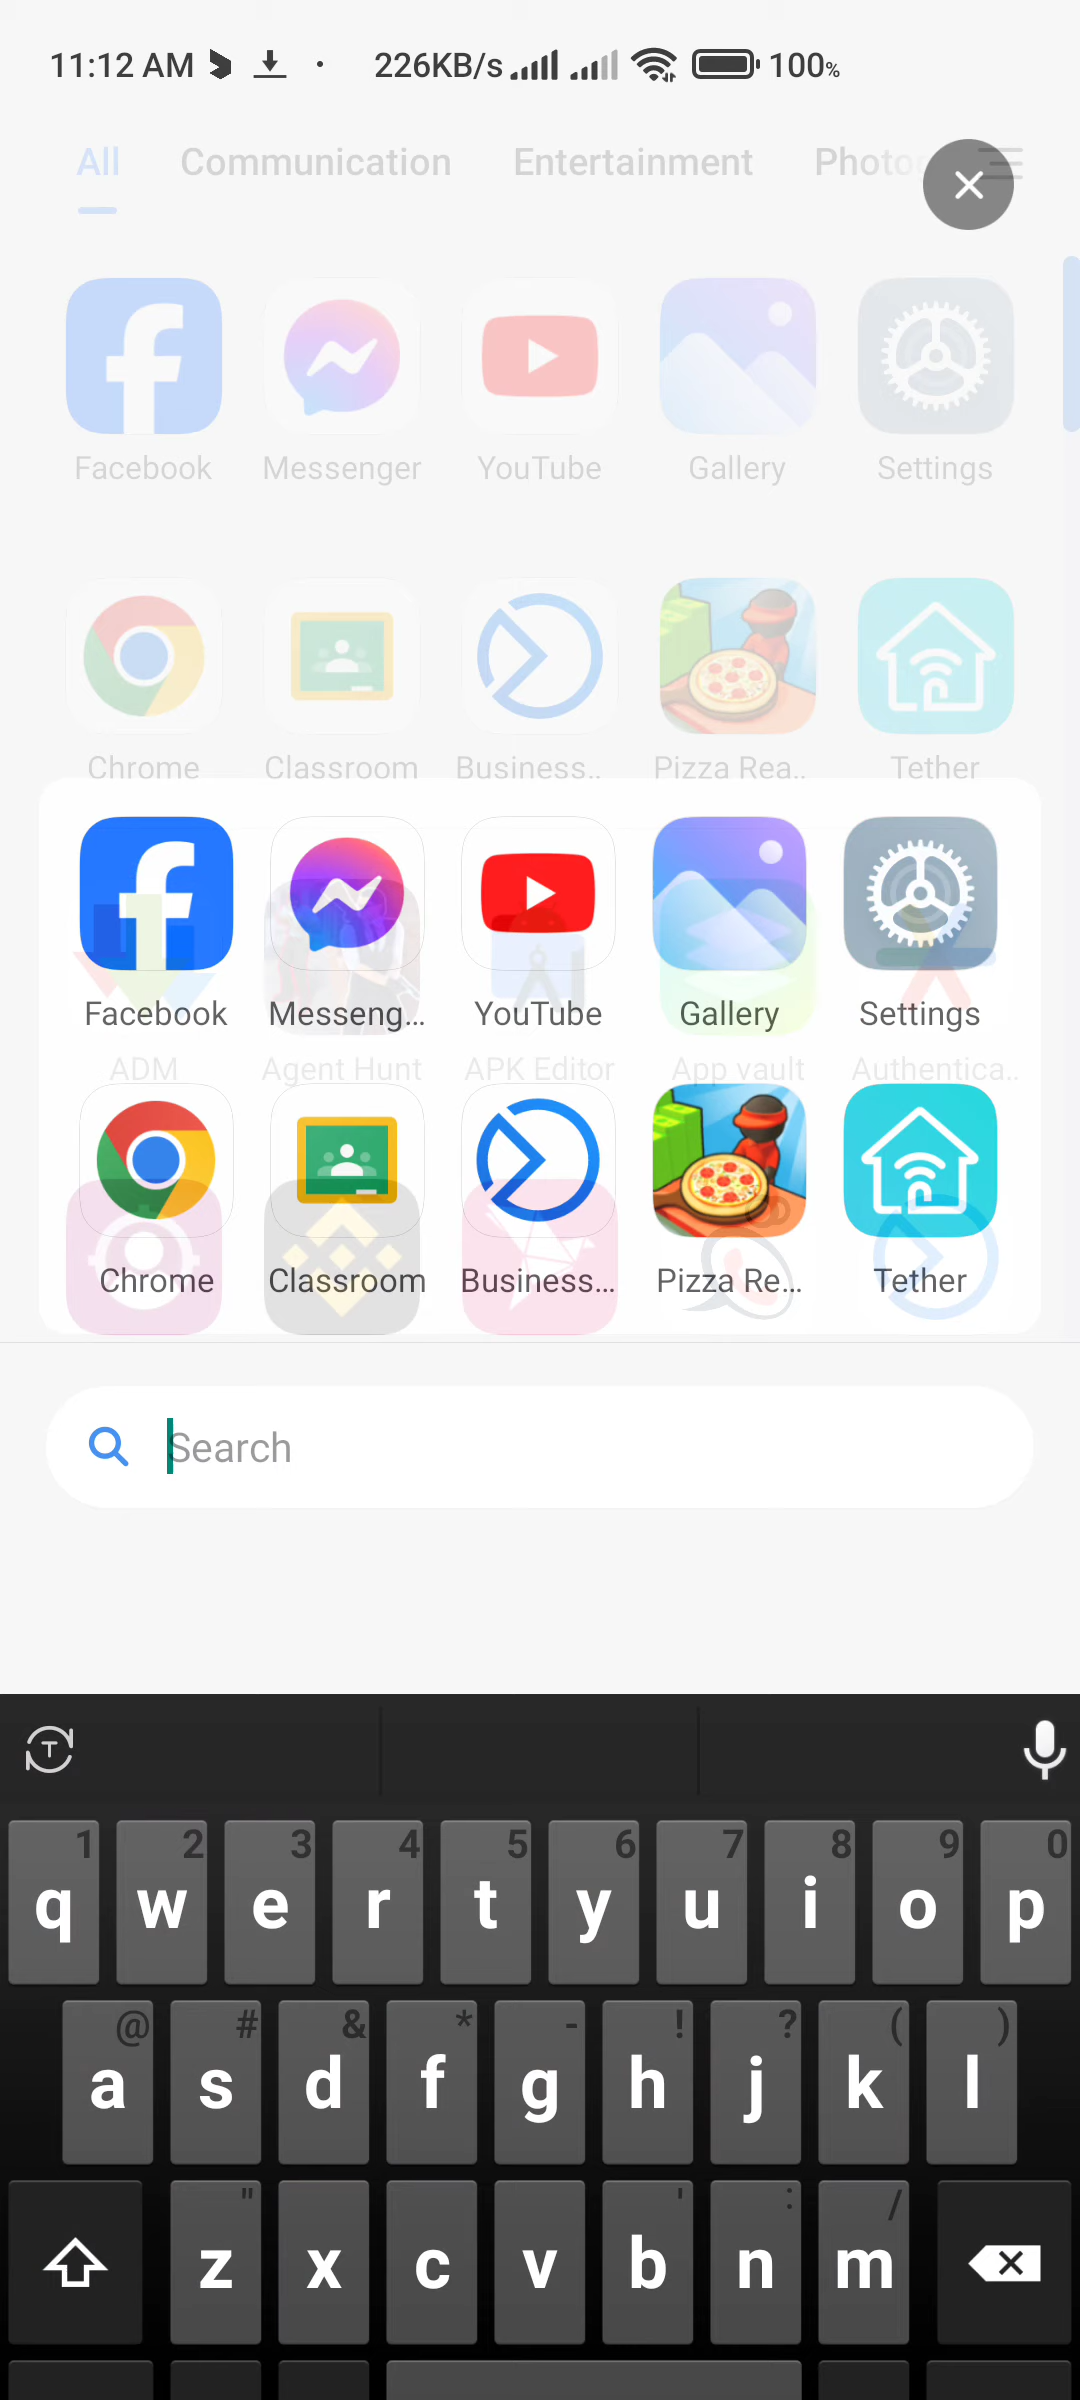 11:12 AM 226KB/s 100%
All Communication Entertainment
Facebook Messenger YouTube Gallery Settings
Chrome Classroom Business.. Pizza Rea.. Tether
Facebook Messeng... YouTube Gallery Settings
ADM Agent Hunt APK Editor App vault Authentica..
Chrome Classroom Business... Pizza Re... Tether
Search
T
1 2 3 4 5 6 7 8 9 0
q w e r t y u i o p
@ # & * - ! ? ( )
a s d f g h j k l
" ' : /
z x c v b n m